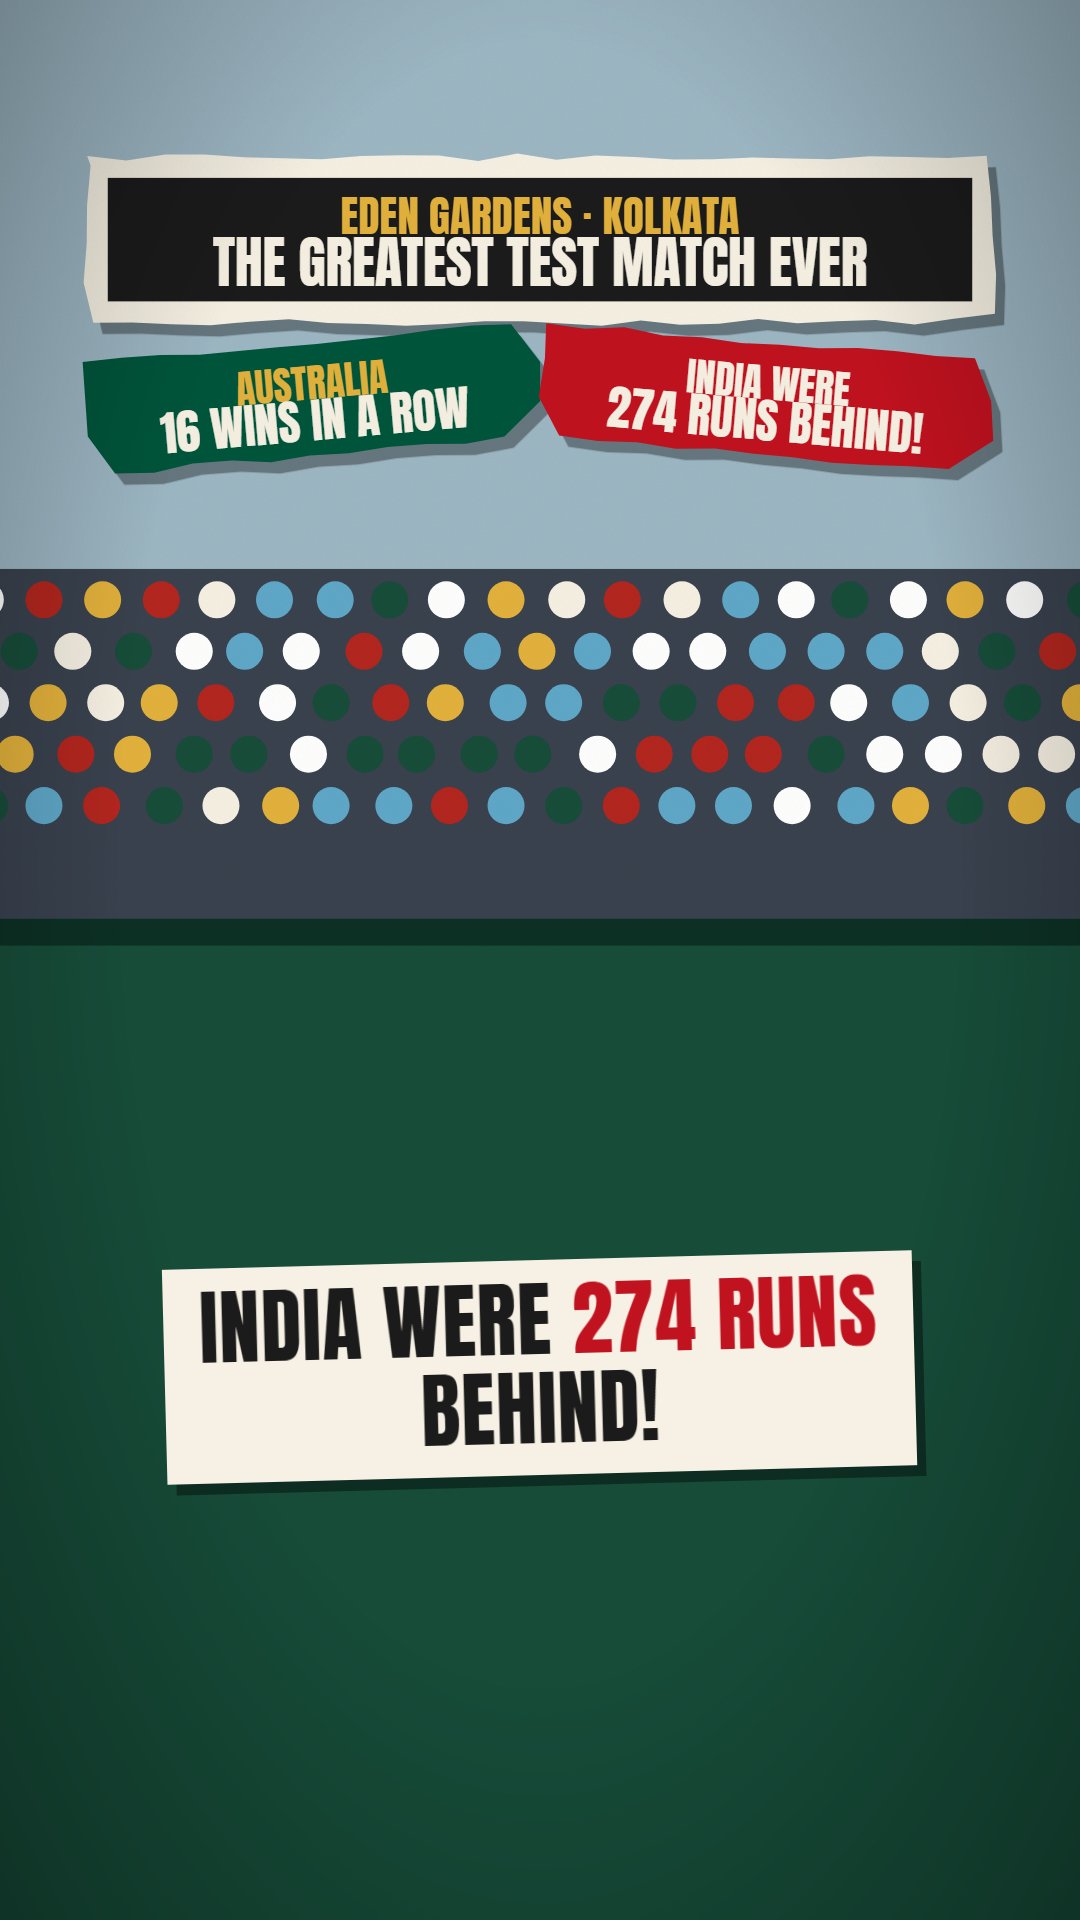 EDEN GARDENS · KOLKATA
THE GREATEST TEST MATCH EVER
AUSTRALIA
16 WINS IN A ROW
INDIA WERE
274 RUNS BEHIND!
INDIA WERE 274 RUNS
BEHIND!